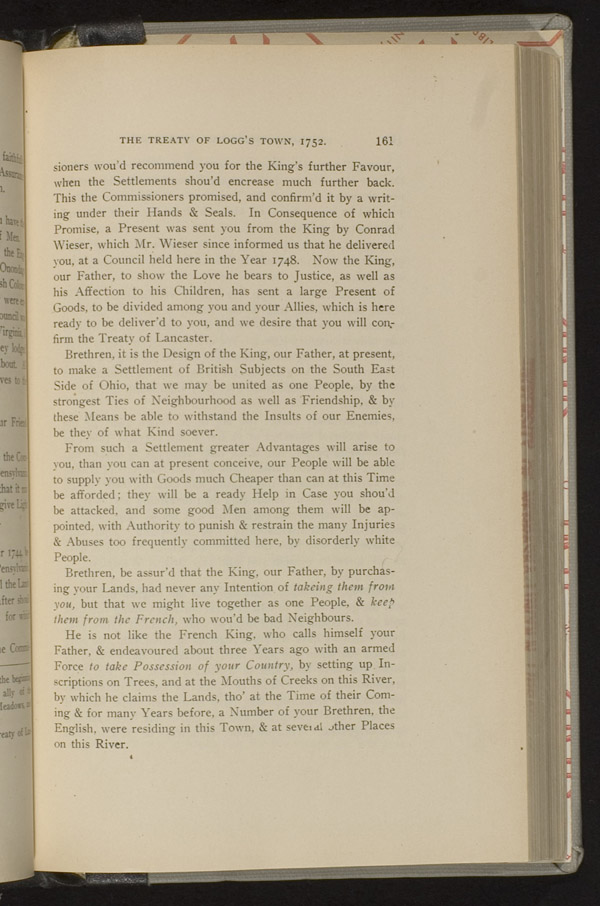 THE TREATY OF LOGG'S TOWN, 1752. 161
sioners wou'd recommend you for the King's further Favour,
when the Settlements shou'd encrease much further back.
This the Commissioners promised, and confirm'd it by a writ-
ing under their Hands & Seals. In Consequence of which
Promise, a Present was sent you from the King by Conrad
Wieser, which Mr. Wieser since informed us that he delivered
you, at a Council held here in the Year 1748. Now the King,
our Father, to show the Love he bears to Justice, as well as
his Affection to his Children, has sent a large Present of
Goods, to be divided among you and your Allies, which is here
ready to be deliver'd to you, and we desire that you will con-
firm the Treaty of Lancaster.
Brethren, it is the Design of the King, our Father, at present,
to make a Settlement of British Subjects on the South East
Side of Ohio, that we may be united as one People, by the
strongest Ties of Neighbourhood as well as Friendship, & by
these Means be able to withstand the Insults of our Enemies,
be they of what Kind soever.
From such a Settlement greater Advantages will arise to
you, than you can at present conceive, our People will be able
to supply you with Goods much Cheaper than can at this Time
be afforded; they will be a ready Help in Case you shou'd
be attacked, and some good Men among them will be ap-
pointed, with Authority to punish & restrain the many Injuries
& Abuses too frequently committed here, by disorderly white
People.
Brethren, be assur'd that the King, our Father, by purchas-
ing your Lands, had never any Intention of takeing them from
you, but that we might live together as one People, & keep
them from the French, who wou'd be bad Neighbours.
He is not like the French King, who calls himself your
Father, & endeavoured about three Years ago with an armed
Force to take Possession of your Country, by setting up In-
scriptions on Trees, and at the Mouths of Creeks on this River,
by which he claims the Lands, tho' at the Time of their Com-
ing & for many Years before, a Number of your Brethren, the
English, were residing in this Town, & at several other Places
on this River.